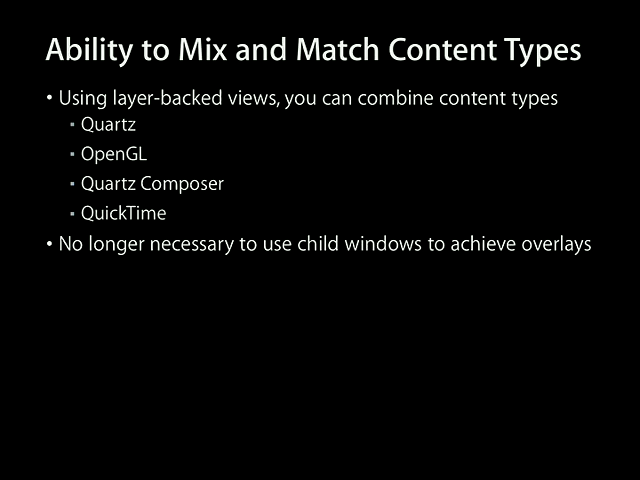 Ability to Mix and Match Content Types
• Using layer-backed views, you can combine content types
▪ Quartz
▪ OpenGL
▪ Quartz Composer
▪ QuickTime
• No longer necessary to use child windows to achieve overlays